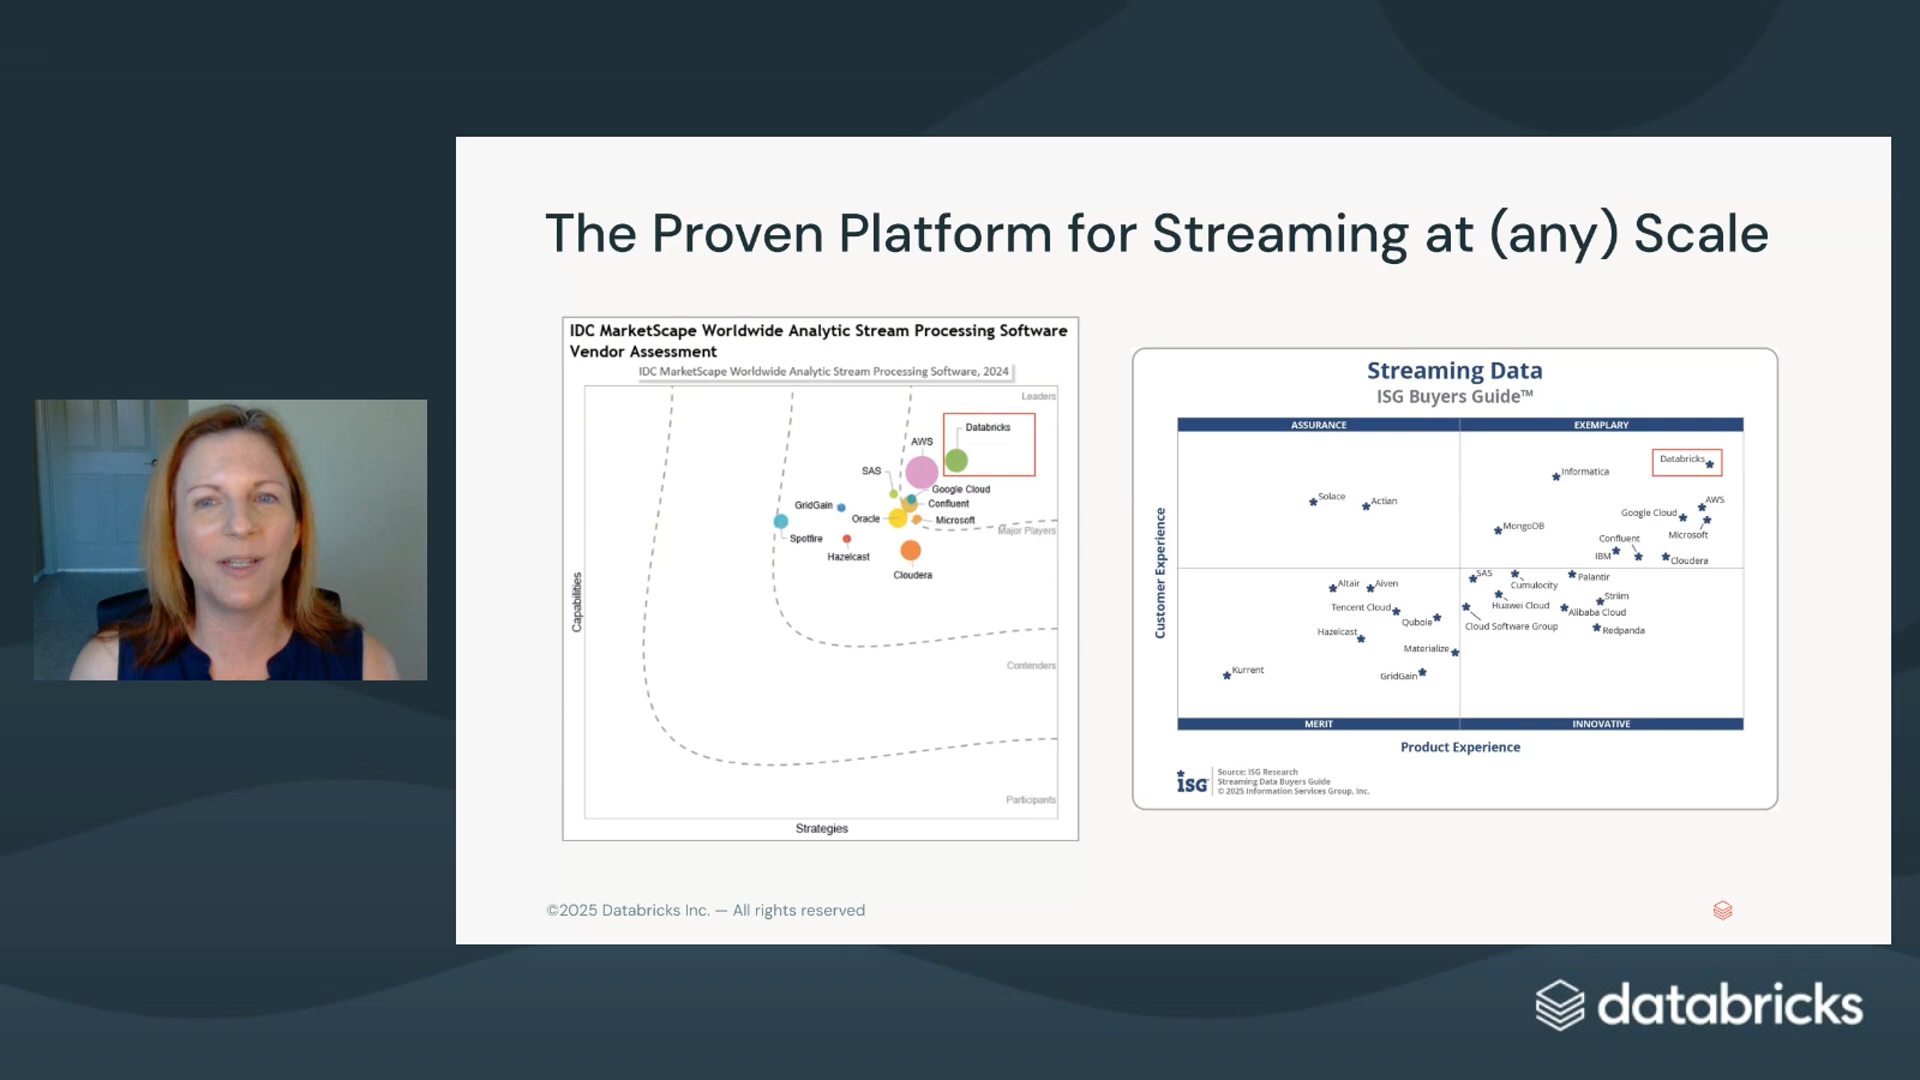 The Proven Platform for Streaming at (any) Scale
IDC MarketScape Worldwide Analytic Stream Processing Software
Vendor Assessment
IDC MarketScape Worldwide Analytic Stream Processing Software, 2024
Leaders
Databricks
AWS
SAS
Google Cloud
GridGain
Confluent
Oracle
Microsoft
Major Players
Spotfire
Hazelcast
Cloudera
Capabilities
Contenders
Participants
Strategies
Streaming Data
ISG Buyers Guide™
ASSURANCE
EXEMPLARY
Databricks
Informatica
Solace
Actian
AWS
Google Cloud
MongoDB
Microsoft
Confluent
IBM
Cloudera
Customer Experience
SAS
Cumulocity
Palantir
Altair
Aiven
Striim
Huawei Cloud
Tencent Cloud
Alibaba Cloud
Qubole
Cloud Software Group
Redpanda
Hazelcast
Materialize
Kurrent
GridGain
MERIT
INNOVATIVE
Product Experience
ISG
Source: ISG Research
Streaming Data Buyers Guide
© 2025 Information Services Group, Inc.
©2025 Databricks Inc. — All rights reserved
databricks